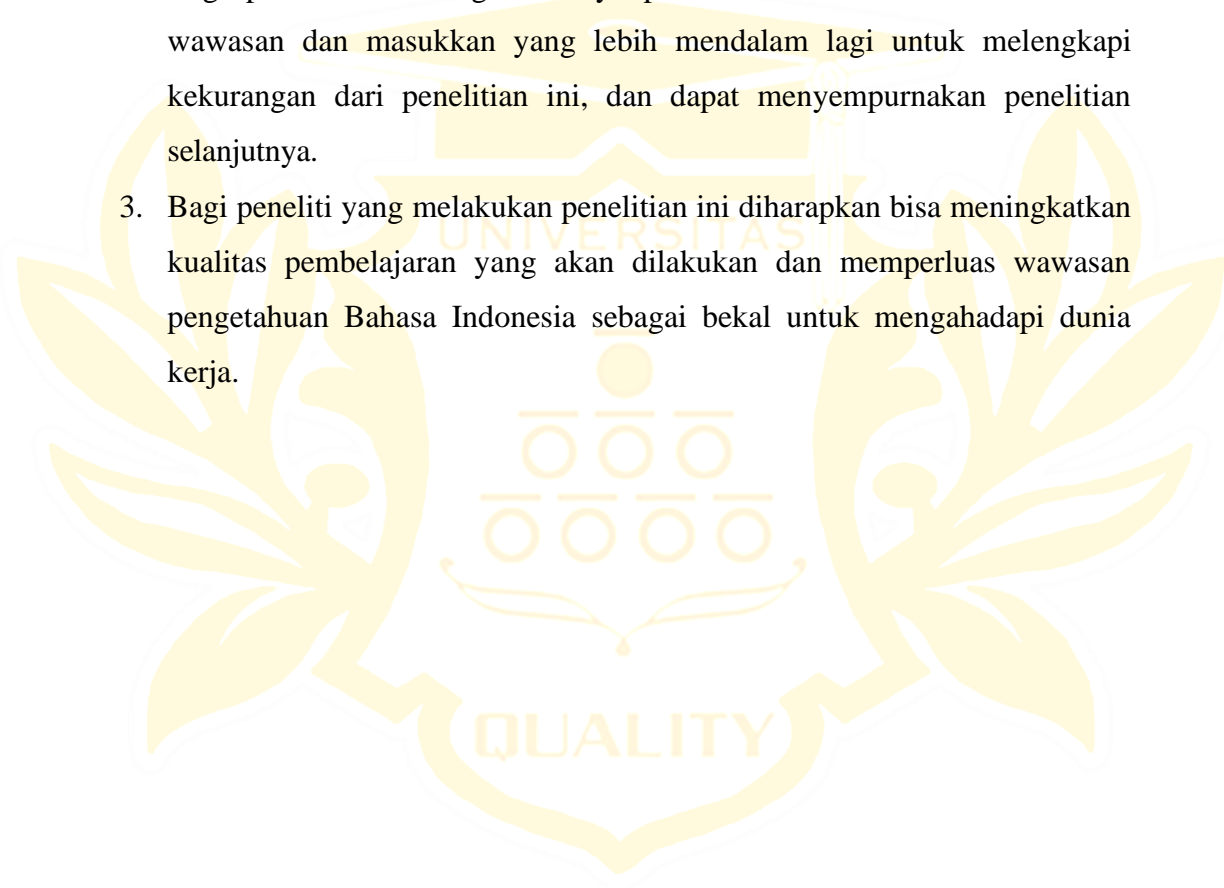 wawasan dan masukkan yang lebih mendalam lagi untuk melengkapi
kekurangan dari penelitian ini, dan dapat menyempurnakan penelitian
selanjutnya.
3. Bagi peneliti yang melakukan penelitian ini diharapkan bisa meningkatkan
UNIVERSITAS
kualitas pembelajaran yang akan dilakukan dan memperluas wawasan
pengetahuan Bahasa Indonesia sebagai bekal untuk mengahadapi dunia
kerja.
QUALITY